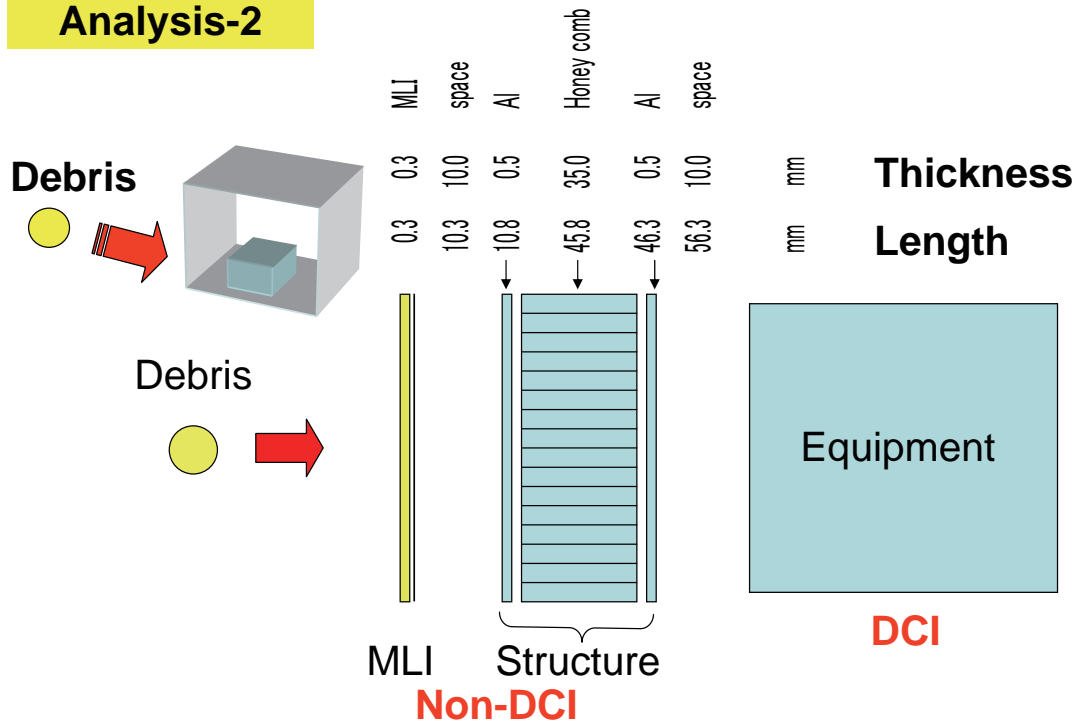 Analysis-2
MLI space Al Honey comb Al space
0.3 10.0 0.5 35.0 0.5 10.0 mm Thickness
0.3 10.3 10.8 45.8 46.3 56.3 mm Length
Debris
Debris
Equipment
DCI
MLI Structure
Non-DCI